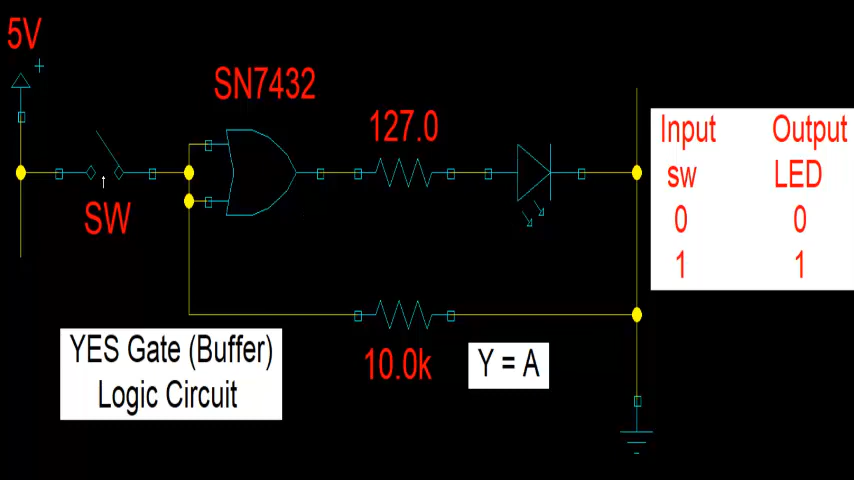 5V
+
SN7432
127.0
SW
Input Output
sw LED
0 0
1 1
YES Gate (Buffer)
Logic Circuit
10.0k
Y = A